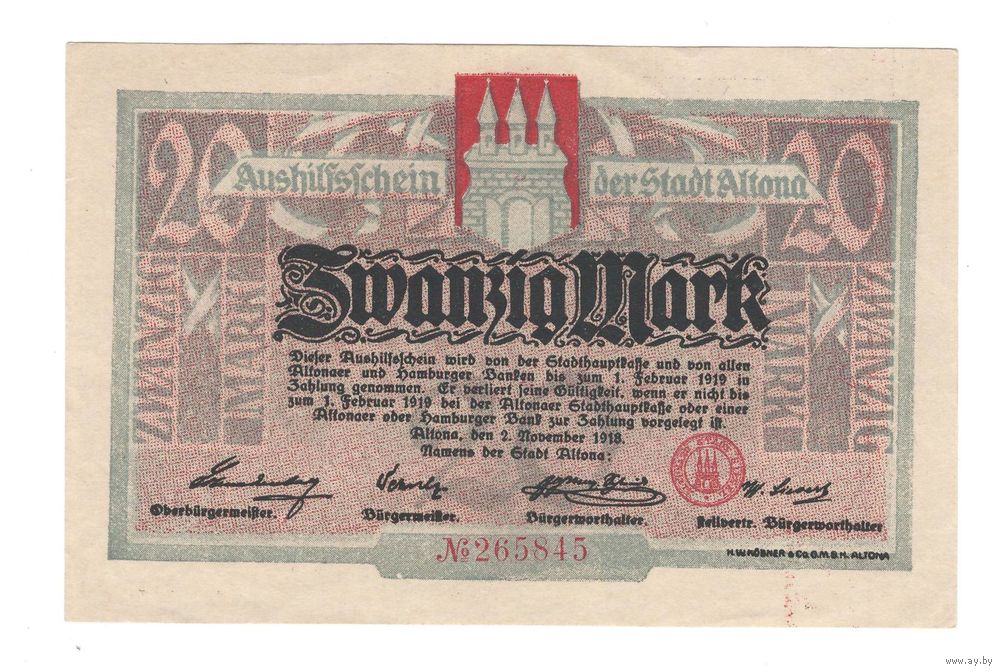 20 20
Aushilfsschein der Stadt Altona
Zwanzig Mark
ZWANZIG MARK MARK ZWANZIG
Dieser Aushilfsschein wird von der Stadthauptkasse und von allen
Altonaer und Hamburger Banken bis zum 1. Februar 1919 in
Zahlung genommen. Er verliert seine Gültigkeit, wenn er nicht bis
zum 1. Februar 1919 bei der Altonaer Stadthauptkasse oder einer
Altonaer oder Hamburger Bank zur Zahlung vorgelegt ist.
Altona, den 2. November 1918.
Namens der Stadt Altona:
Oberbürgermeister. Bürgermeister. Bürgerworthalter. Stellvertr. Bürgerworthalter
№ 265845
H.W.KÖBNER & CO. G.M.B.H. ALTONA
www.ay.by